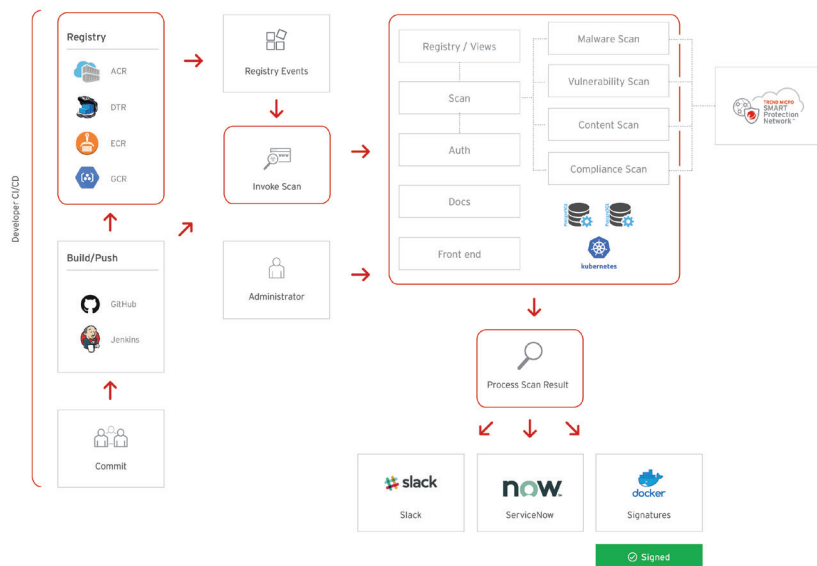 Developer CI/CD
Registry
ACR
DTR
ECR
GCR
Build/Push
GitHub
Jenkins
Commit
Registry Events
Invoke Scan
Administrator
Registry / Views
Scan
Auth
Docs
Front end
Malware Scan
Vulnerability Scan
Content Scan
Compliance Scan
kubernetes
TREND MICRO
SMART
Protection
Network™
Process Scan Result
slack
Slack
now™
ServiceNow
docker
Signatures
Signed